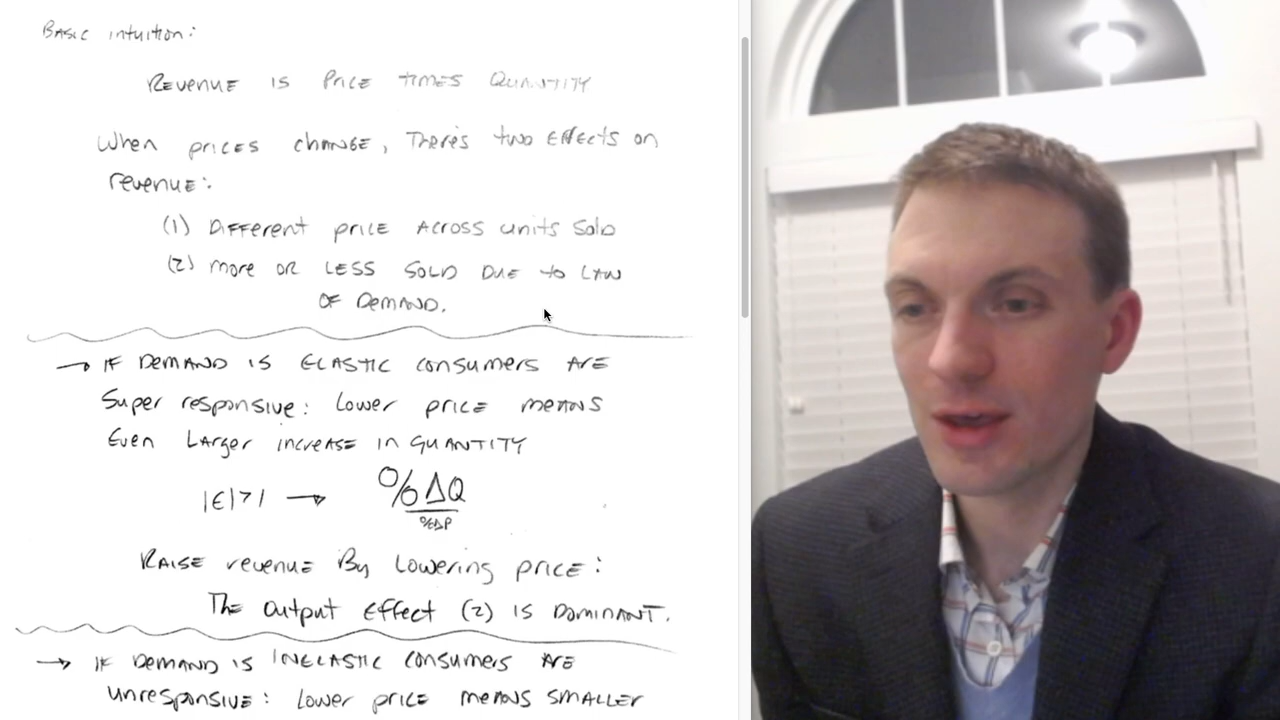 Basic intuition:
Revenue is Price times Quantity
When prices change, there's two effects on
revenue:
(1) Different price across units sold
(2) more or less sold due to law
of demand.
→ If demand is elastic consumers are
super responsive: lower price means
even larger increase in quantity
|ε|>1 → %ΔQ
%ΔP
Raise revenue by lowering price:
The output effect (2) is dominant.
→ If demand is inelastic consumers are
unresponsive: lower price means smaller